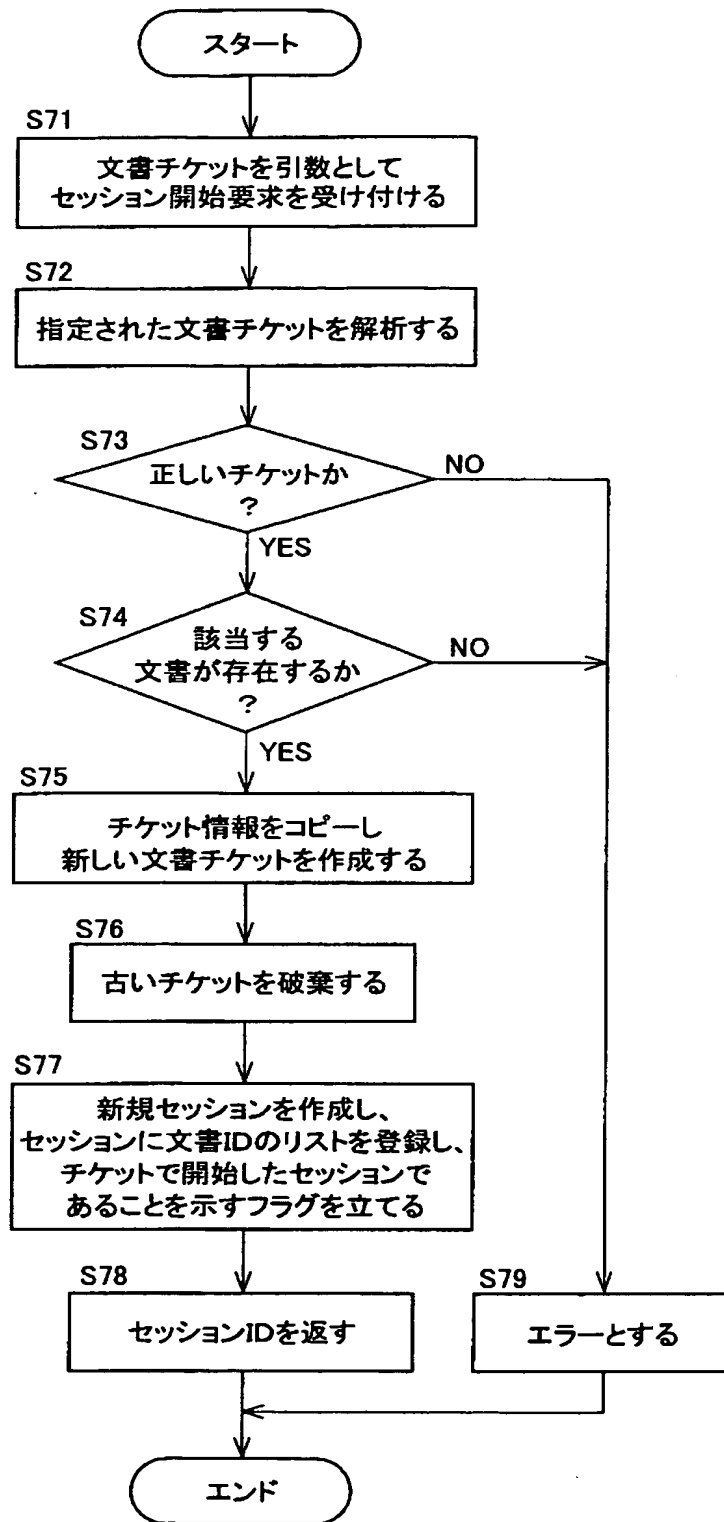 スタート
S71
文書チケットを引数として
セッション開始要求を受け付ける
S72
指定された文書チケットを解析する
S73
正しいチケットか
?
NO
YES
S74
該当する
文書が存在するか
?
NO
YES
S75
チケット情報をコピーし
新しい文書チケットを作成する
S76
古いチケットを破棄する
S77
新規セッションを作成し、
セッションに文書IDのリストを登録し、
チケットで開始したセッションで
あることを示すフラグを立てる
S78
セッションIDを返す
S79
エラーとする
エンド